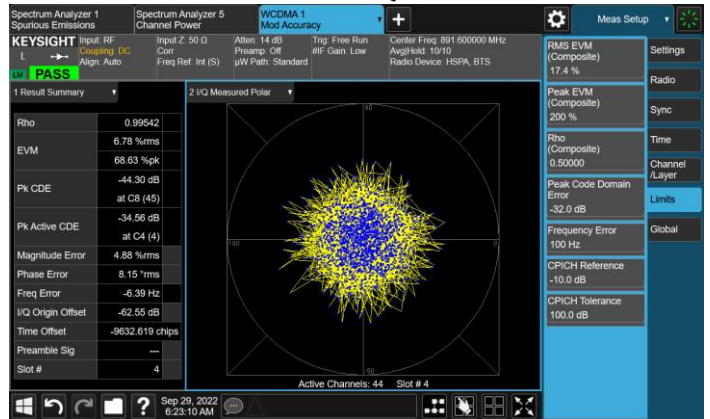 Spectrum Analyzer 1
Spurious Emissions
Spectrum Analyzer 5
Channel Power
WCDMA 1
Mod Accuracy
Meas Setup
KEYSIGHT
L
LV
PASS
Input: RF
Coupling: DC
Align: Auto
Input Z: 50 Ω
Corr
Freq Ref: Int (S)
Atten: 14 dB
Preamp: Off
µW Path: Standard
Trig: Free Run
#IF Gain: Low
Center Freq: 891.600000 MHz
Avg|Hold: 10/10
Radio Device: HSPA, BTS
1 Result Summary
Rho 0.99542
EVM 6.78 %rms
68.63 %pk
Pk CDE -44.30 dB
at C8 (45)
Pk Active CDE -34.56 dB
at C4 (4)
Magnitude Error 4.88 %rms
Phase Error 8.15 °rms
Freq Error -6.39 Hz
I/Q Origin Offset -62.55 dB
Time Offset -9632.619 chips
Preamble Sig ---
Slot # 4
2 I/Q Measured Polar
90
180
0
-90
Active Channels: 44 Slot # 4
RMS EVM
(Composite)
17.4 %
Peak EVM
(Composite)
200 %
Rho
(Composite)
0.50000
Peak Code Domain
Error
-32.0 dB
Frequency Error
100 Hz
CPICH Reference
-10.0 dB
CPICH Tolerance
100.0 dB
Settings
Radio
Sync
Time
Channel
/Layer
Limits
Global
?
Sep 29, 2022
6:23:10 AM